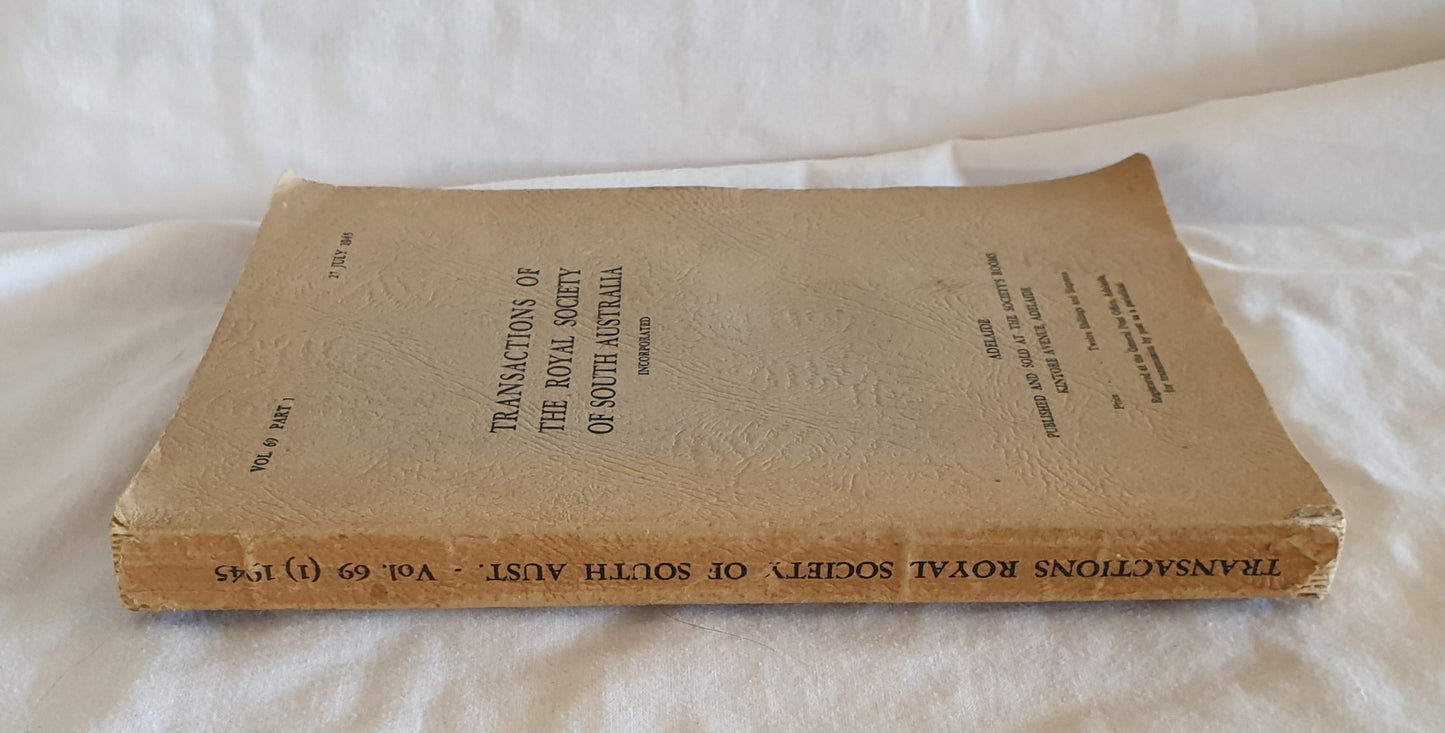 VOL 69 PART 1
27 JULY 1945
TRANSACTIONS OF
THE ROYAL SOCIETY
OF SOUTH AUSTRALIA
INCORPORATED
ADELAIDE
PUBLISHED AND SOLD AT THE SOCIETY'S ROOMS
KINTORE AVENUE, ADELAIDE
Price . . Twelve Shillings and Sixpence
Registered at the General Post Office, Adelaide,
for transmission by post as a periodical
TRANSACTIONS ROYAL SOCIETY OF SOUTH AUST. - Vol. 69 (1) 1945